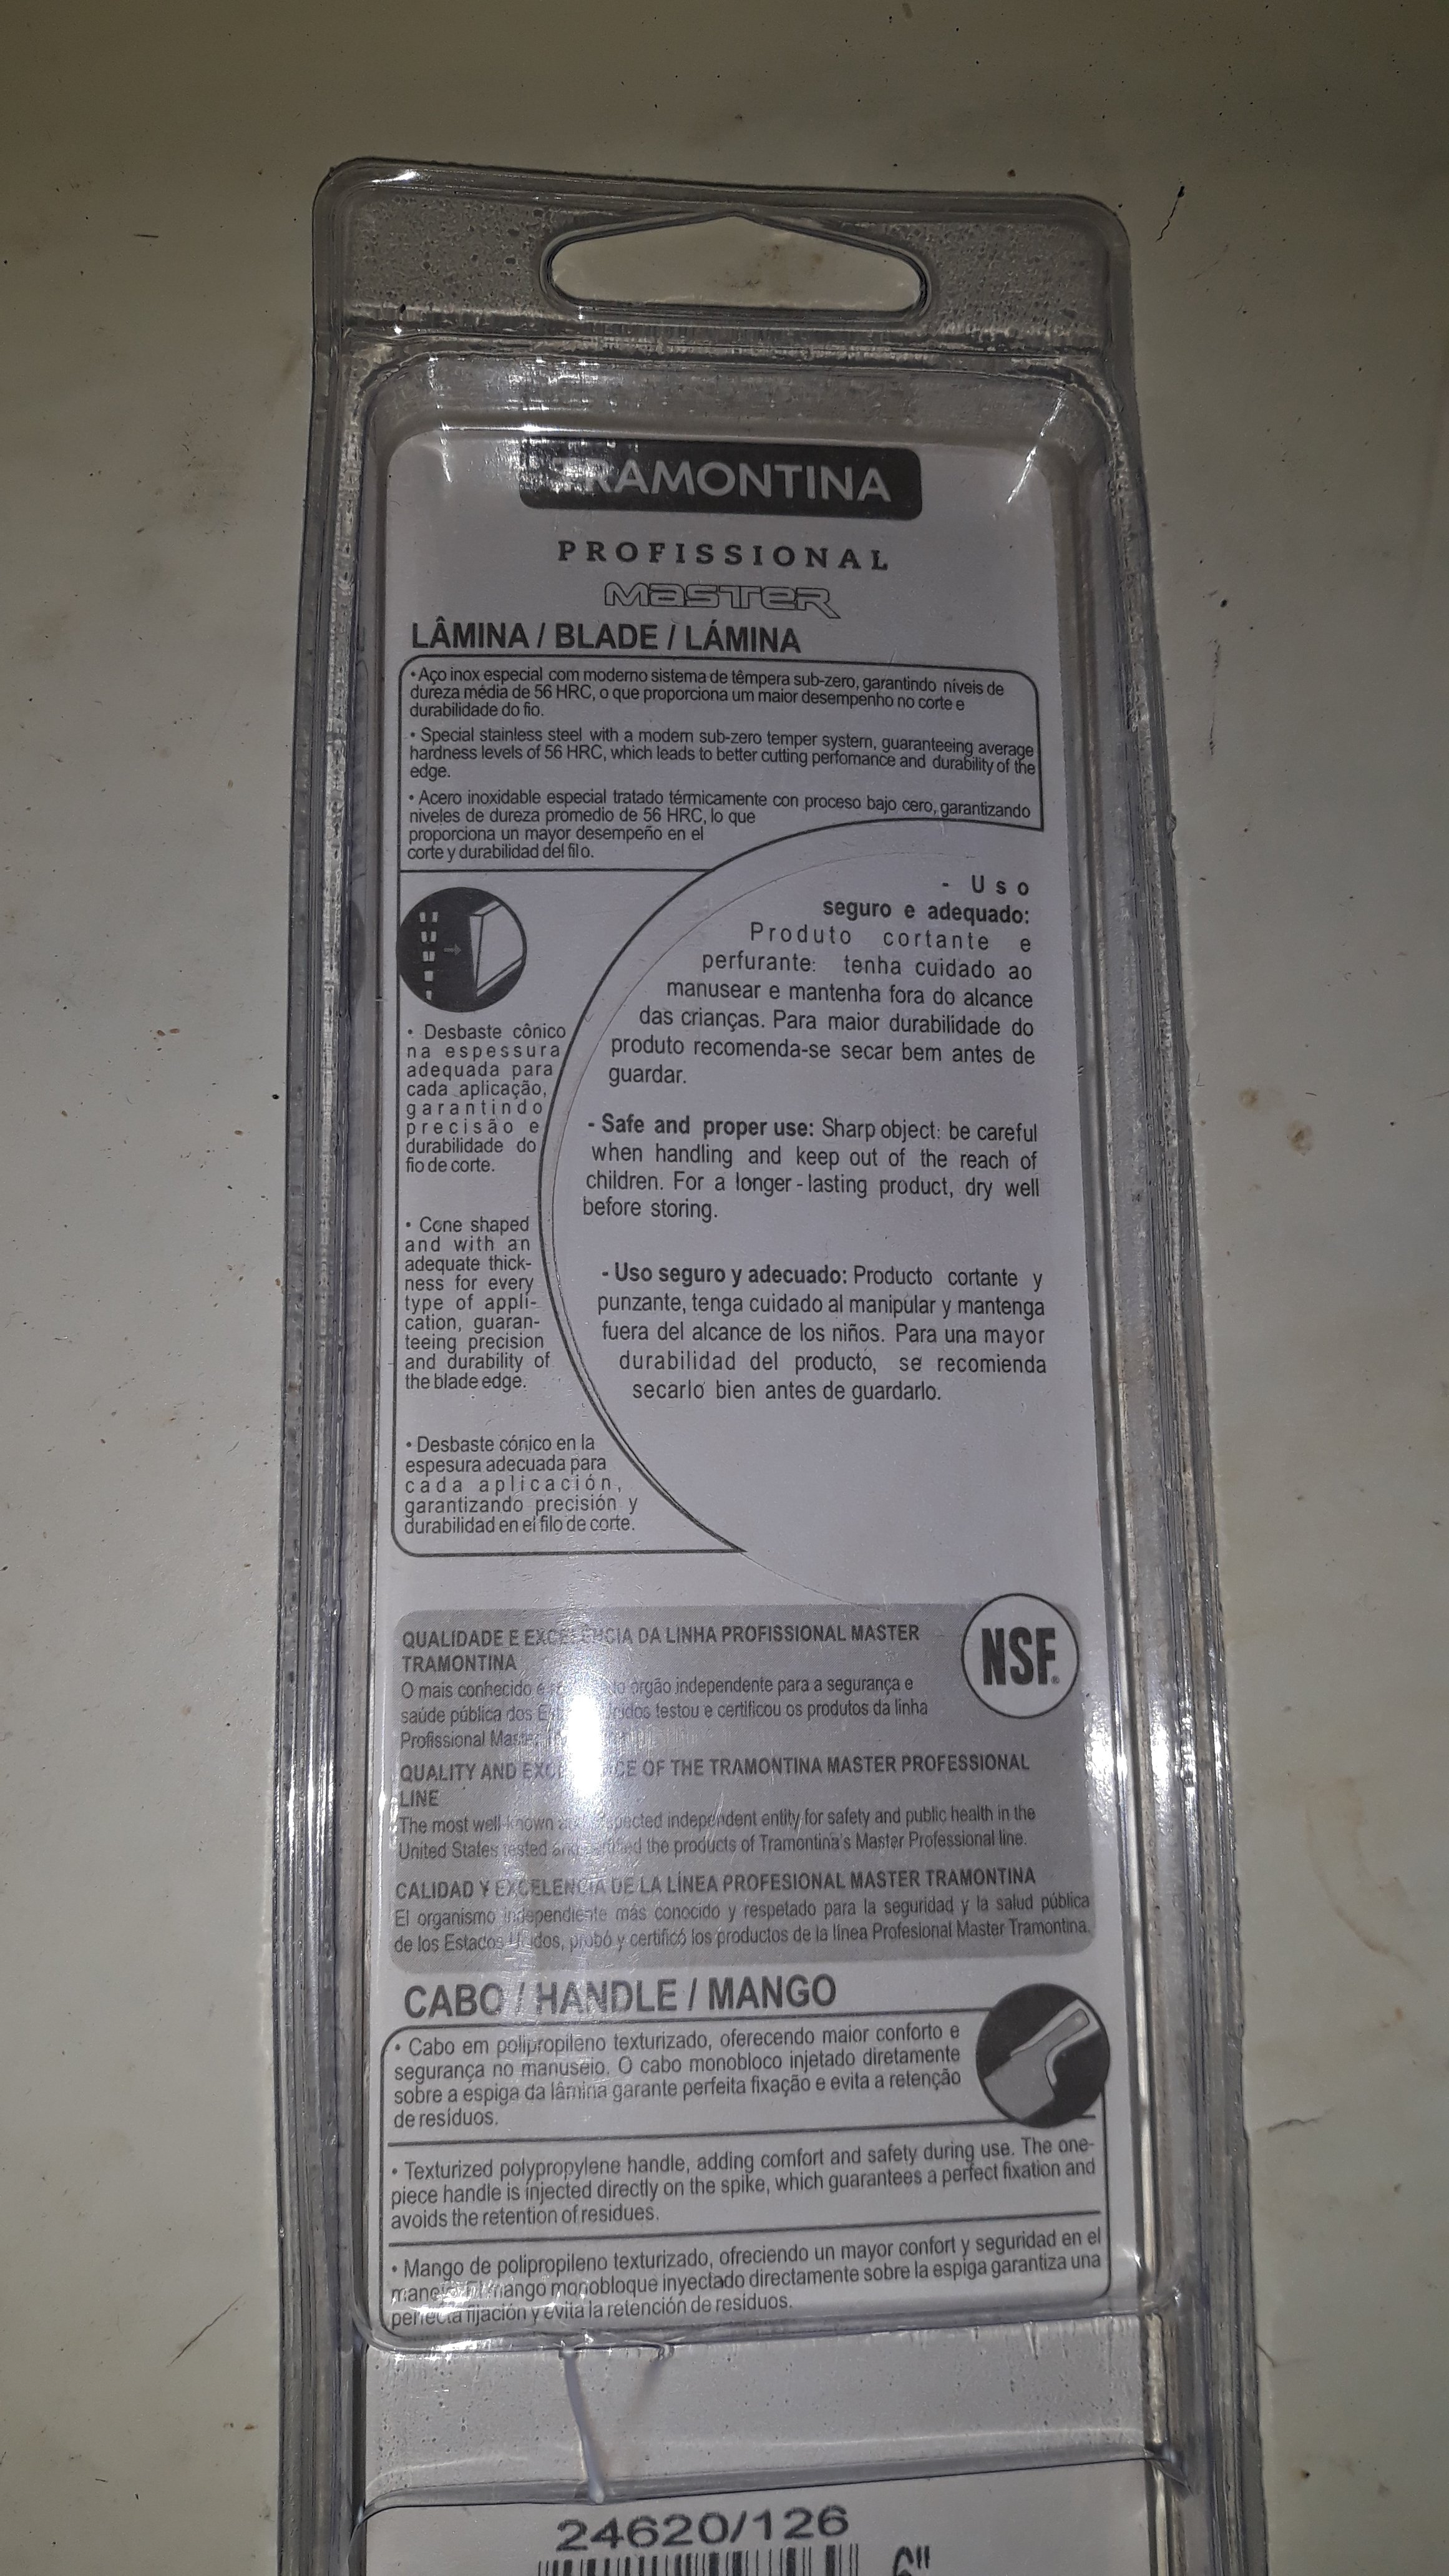 TRAMONTINA
PROFISSIONAL
MASTER
LÂMINA / BLADE / LÁMINA
• Aço inox especial com moderno sistema de têmpera sub-zero, garantindo níveis de
dureza média de 56 HRC, o que proporciona um maior desempenho no corte e
durabilidade do fio.
• Special stainless steel with a modern sub-zero temper system, guaranteeing average
hardness levels of 56 HRC, which leads to better cutting perfomance and durability of the
edge.
• Acero inoxidable especial tratado térmicamente con proceso bajo cero, garantizando
niveles de dureza promedio de 56 HRC, lo que
proporciona un mayor desempeño en el
corte y durabilidad del filo.
• Desbaste cônico
na espessura
adequada para
cada aplicação,
garantindo
precisão e
durabilidade do
fio de corte.
• Cone shaped
and with an
adequate thick-
ness for every
type of appli-
cation, guaran-
teeing precision
and durability of
the blade edge.
• Desbaste cónico en la
espesura adecuada para
cada aplicación,
garantizando precisión y
durabilidad en el filo de corte.
- Uso
seguro e adequado:
Produto cortante e
perfurante: tenha cuidado ao
manusear e mantenha fora do alcance
das crianças. Para maior durabilidade do
produto recomenda-se secar bem antes de
guardar.
- Safe and proper use: Sharp object: be careful
when handling and keep out of the reach of
children. For a longer - lasting product, dry well
before storing.
- Uso seguro y adecuado: Producto cortante y
punzante, tenga cuidado al manipular y mantenga
fuera del alcance de los niños. Para una mayor
durabilidad del producto, se recomienda
secarlo bien antes de guardarlo.
NSF®
QUALIDADE E EXCELÊNCIA DA LINHA PROFISSIONAL MASTER
TRAMONTINA
O mais conhecido e órgão independente para a segurança e
saúde pública dos Estados Unidos testou e certificou os produtos da linha
Profissional Master
QUALITY AND EXCELLENCE OF THE TRAMONTINA MASTER PROFESSIONAL
LINE
The most well-known and respected independent entity for safety and public health in the
United States tested and certified the products of Tramontina's Master Professional line.
CALIDAD Y EXCELENCIA DE LA LÍNEA PROFESIONAL MASTER TRAMONTINA
El organismo independiente más conocido y respetado para la seguridad y la salud pública
de los Estados Unidos, probó y certificó los productos de la línea Profesional Master Tramontina.
CABO / HANDLE / MANGO
• Cabo em polipropileno texturizado, oferecendo maior conforto e
segurança no manuseio. O cabo monobloco injetado diretamente
sobre a espiga da lâmina garante perfeita fixação e evita a retenção
de resíduos.
• Texturized polypropylene handle, adding comfort and safety during use. The one-
piece handle is injected directly on the spike, which guarantees a perfect fixation and
avoids the retention of residues.
• Mango de polipropileno texturizado, ofreciendo un mayor confort y seguridad en el
manejo. El mango monobloque inyectado directamente sobre la espiga garantiza una
perfecta fijación y evita la retención de residuos.
24620/126
6"